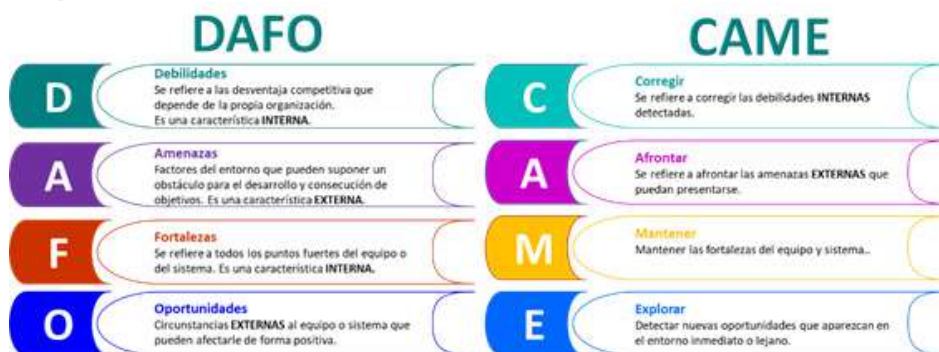 DAFO
D
Debilidades
Se refiere a las desventaja competitiva que
depende de la propia organización.
Es una característica INTERNA.
A
Amenazas
Factores del entorno que pueden suponer un
obstáculo para el desarrollo y consecución de
objetivos. Es una característica EXTERNA.
F
Fortalezas
Se refiere a todos los puntos fuertes del equipo o
del sistema. Es una característica INTERNA.
O
Oportunidades
Circunstancias EXTERNAS al equipo o sistema que
pueden afectarle de forma positiva.
CAME
C
Corregir
Se refiere a corregir las debilidades INTERNAS
detectadas.
A
Afrontar
Se refiere a afrontar las amenazas EXTERNAS que
puedan presentarse.
M
Mantener
Mantener las fortalezas del equipo y sistema..
E
Explorar
Detectar nuevas oportunidades que aparezcan en
el entorno inmediato o lejano.